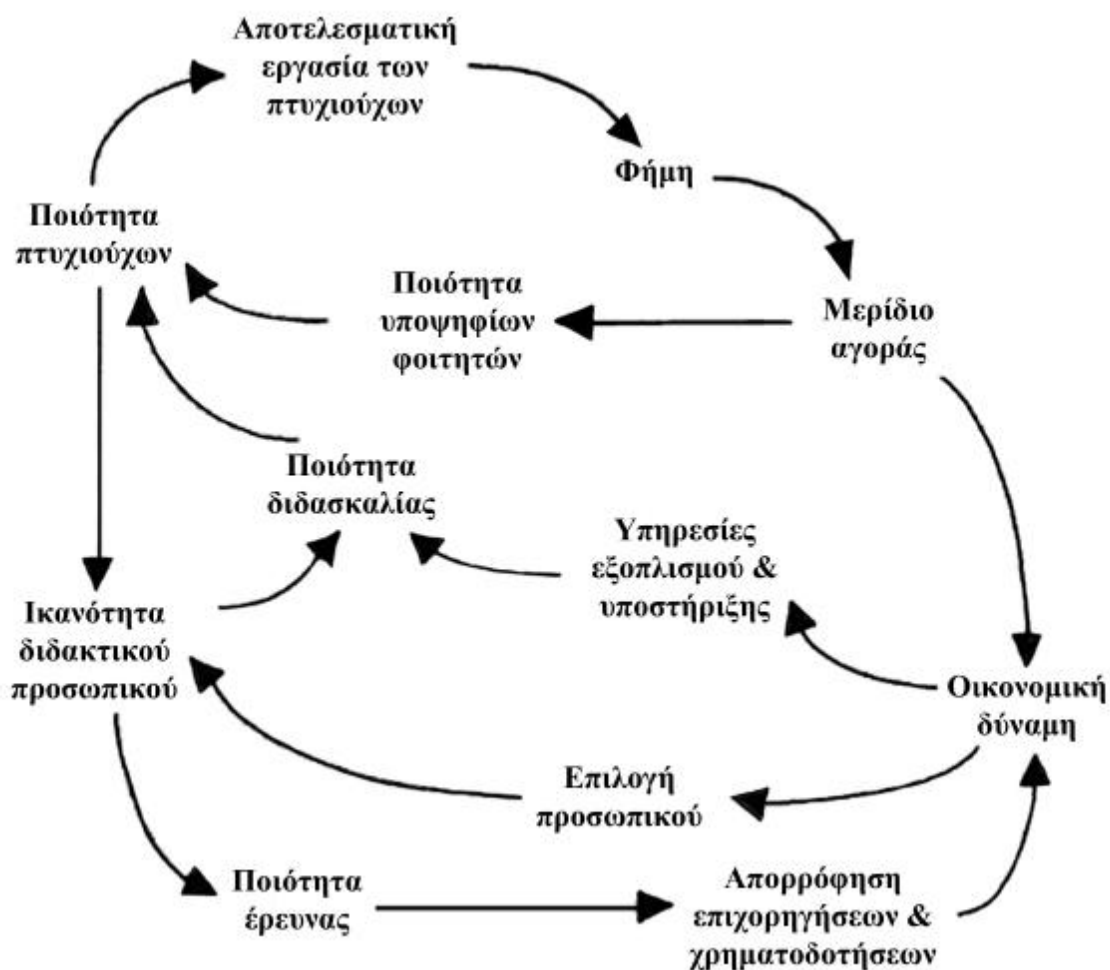 Αποτελεσματική
εργασία των
πτυχιούχων
Φήμη
Ποιότητα
πτυχιούχων
Ποιότητα
υποψηφίων
φοιτητών
Μερίδιο
αγοράς
Ποιότητα
διδασκαλίας
Υπηρεσίες
εξοπλισμού &
υποστήριξης
Ικανότητα
διδακτικού
προσωπικού
Οικονομική
δύναμη
Επιλογή
προσωπικού
Ποιότητα
έρευνας
Απορρόφηση
επιχορηγήσεων &
χρηματοδοτήσεων